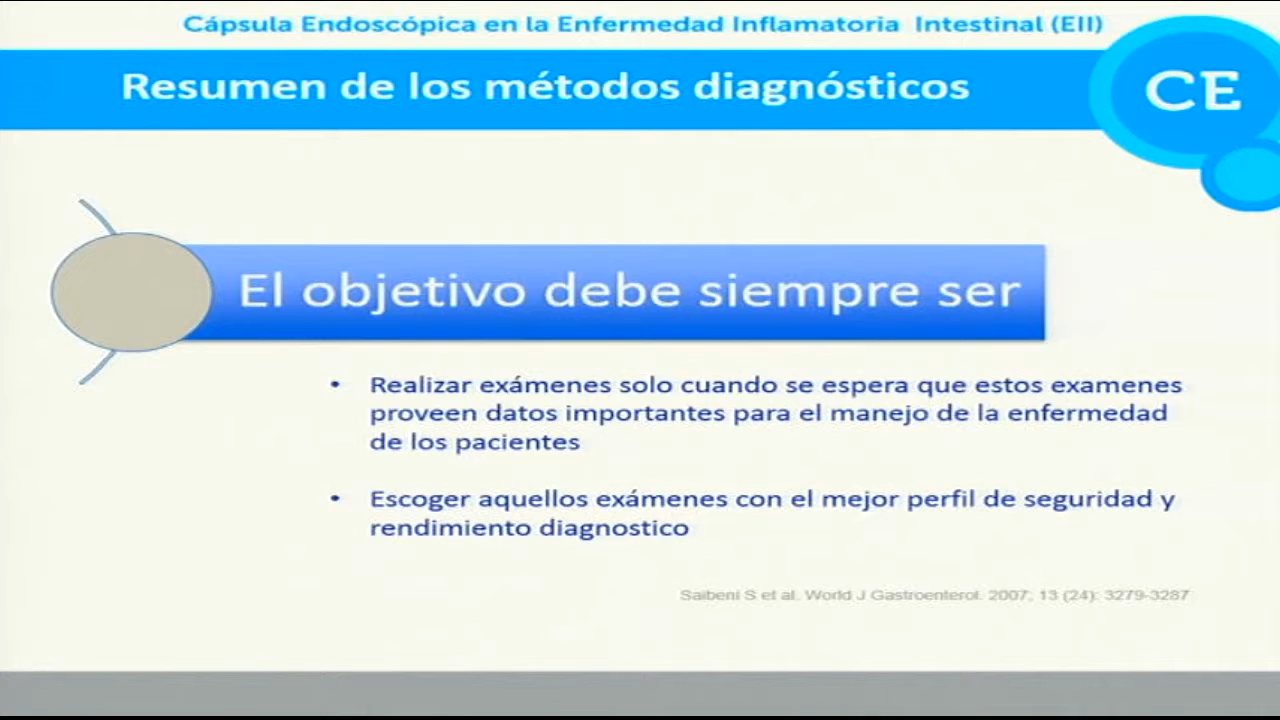 Cápsula Endoscópica en la Enfermedad Inflamatoria Intestinal (EII)
Resumen de los métodos diagnósticos
CE
El objetivo debe siempre ser
• Realizar exámenes solo cuando se espera que estos examenes
proveen datos importantes para el manejo de la enfermedad
de los pacientes
• Escoger aquellos exámenes con el mejor perfil de seguridad y
rendimiento diagnostico
Saibeni S et al. World J Gastroenterol. 2007; 13 (24): 3279-3287